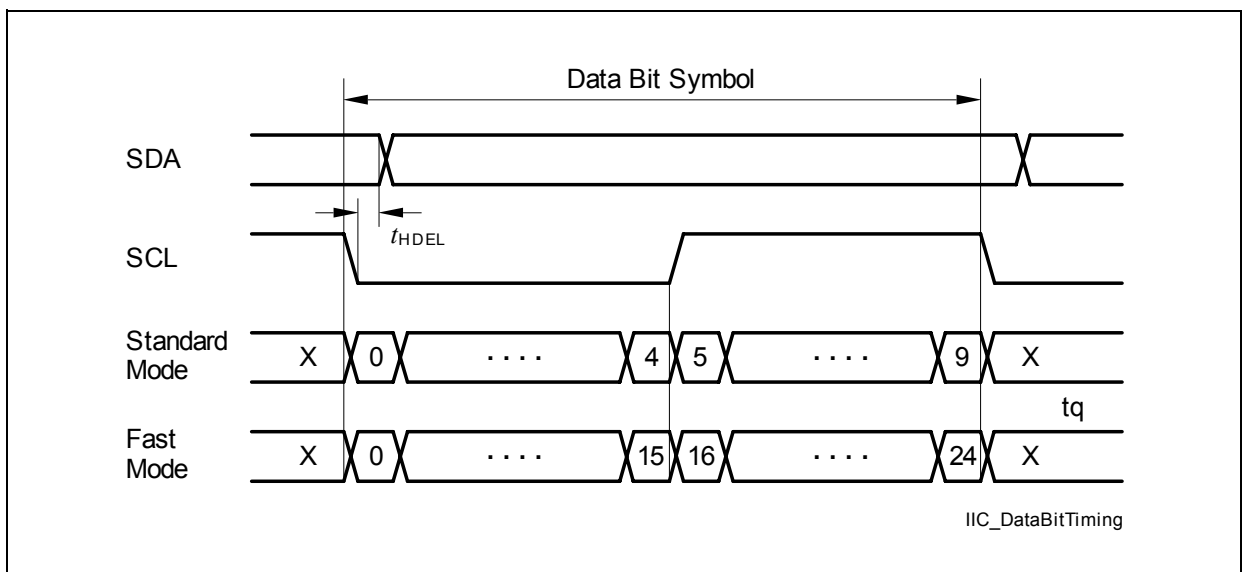 Data Bit Symbol
SDA
tHDEL
SCL
Standard
Mode
X 0 . . . . 4 5 . . . . 9 X
tq
Fast
Mode
X 0 . . . . 15 16 . . . . 24 X
IIC_DataBitTiming